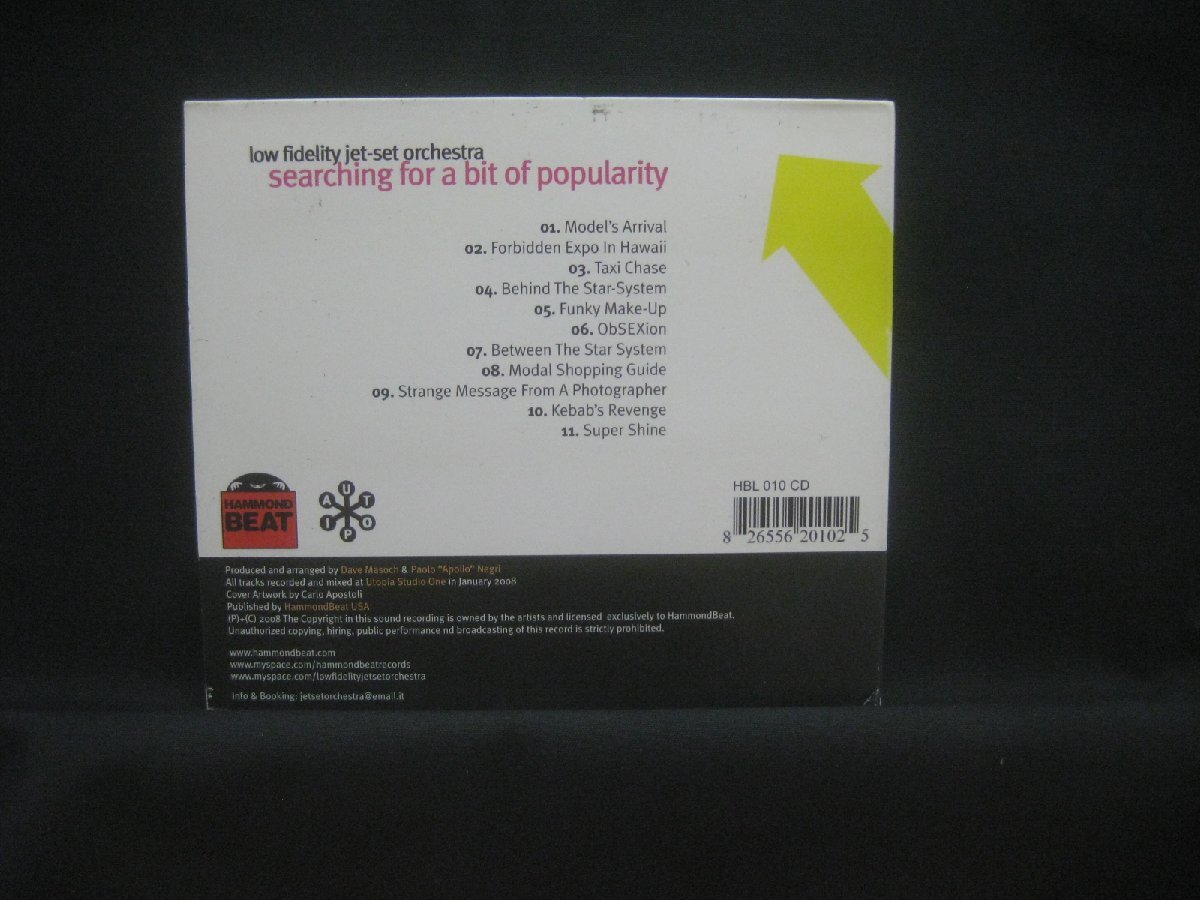 low fidelity jet-set orchestra
searching for a bit of popularity
01. Model's Arrival
02. Forbidden Expo In Hawaii
03. Taxi Chase
04. Behind The Star-System
05. Funky Make-Up
06. ObSEXion
07. Between The Star System
08. Modal Shopping Guide
09. Strange Message From A Photographer
10. Kebab's Revenge
11. Super Shine
HAMMOND
BEAT
U T O P I A
HBL 010 CD
8 26556 20102 5
Produced and arranged by Dave Masoch & Paolo "Apollo" Negri
All tracks recorded and mixed at Utopia Studio One in January 2008
Cover Artwork by Carlo Apostoli
Published by HammondBeat USA
(P)+(C) 2008 The Copyright in this sound recording is owned by the artists and licensed exclusively to HammondBeat.
Unauthorized copying, hiring, public performance nd broadcasting of this record is strictly prohibited.
www.hammondbeat.com
www.myspace.com/hammondbeatrecords
www.myspace.com/lowfidelityjetsetorchestra
Info & Booking: jetsetorchestra@email.it